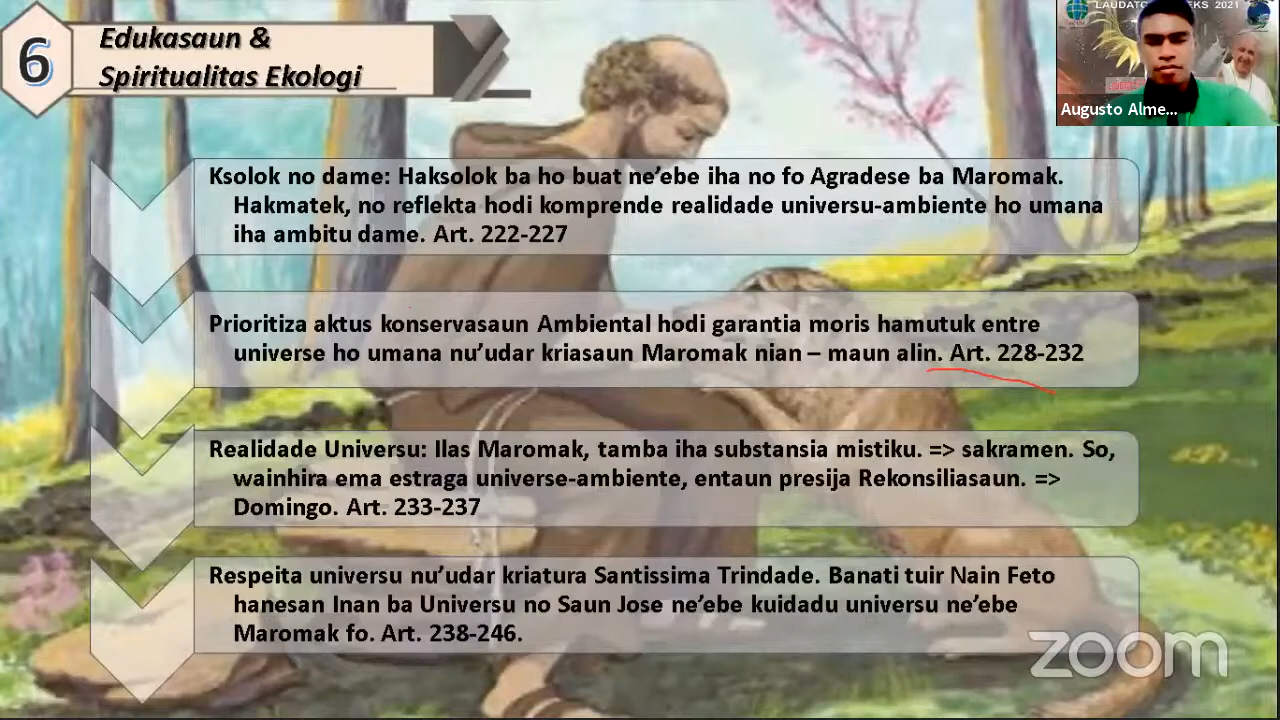 6
Edukasaun &
Spiritualitas Ekologi
LAUDATO
EKS 2021
Augusto Alme...
Ksolok no dame: Haksolok ba ho buat ne’ebe iha no fo Agradese ba Maromak.
Hakmatek, no reflekta hodi komprende realidade universu-ambiente ho umana
iha ambitu dame. Art. 222-227
Prioritiza aktus konservasaun Ambiental hodi garantia moris hamutuk entre
universe ho umana nu’udar kriasaun Maromak nian – maun alin. Art. 228-232
Realidade Universu: Ilas Maromak, tamba iha substansia mistiku. => sakramen. So,
wainhira ema estraga universe-ambiente, entaun presija Rekonsiliasaun. =>
Domingo. Art. 233-237
Respeita universu nu’udar kriatura Santissima Trindade. Banati tuir Nain Feto
hanesan Inan ba Universu no Saun Jose ne’ebe kuidadu universu ne’ebe
Maromak fo. Art. 238-246.
zoom